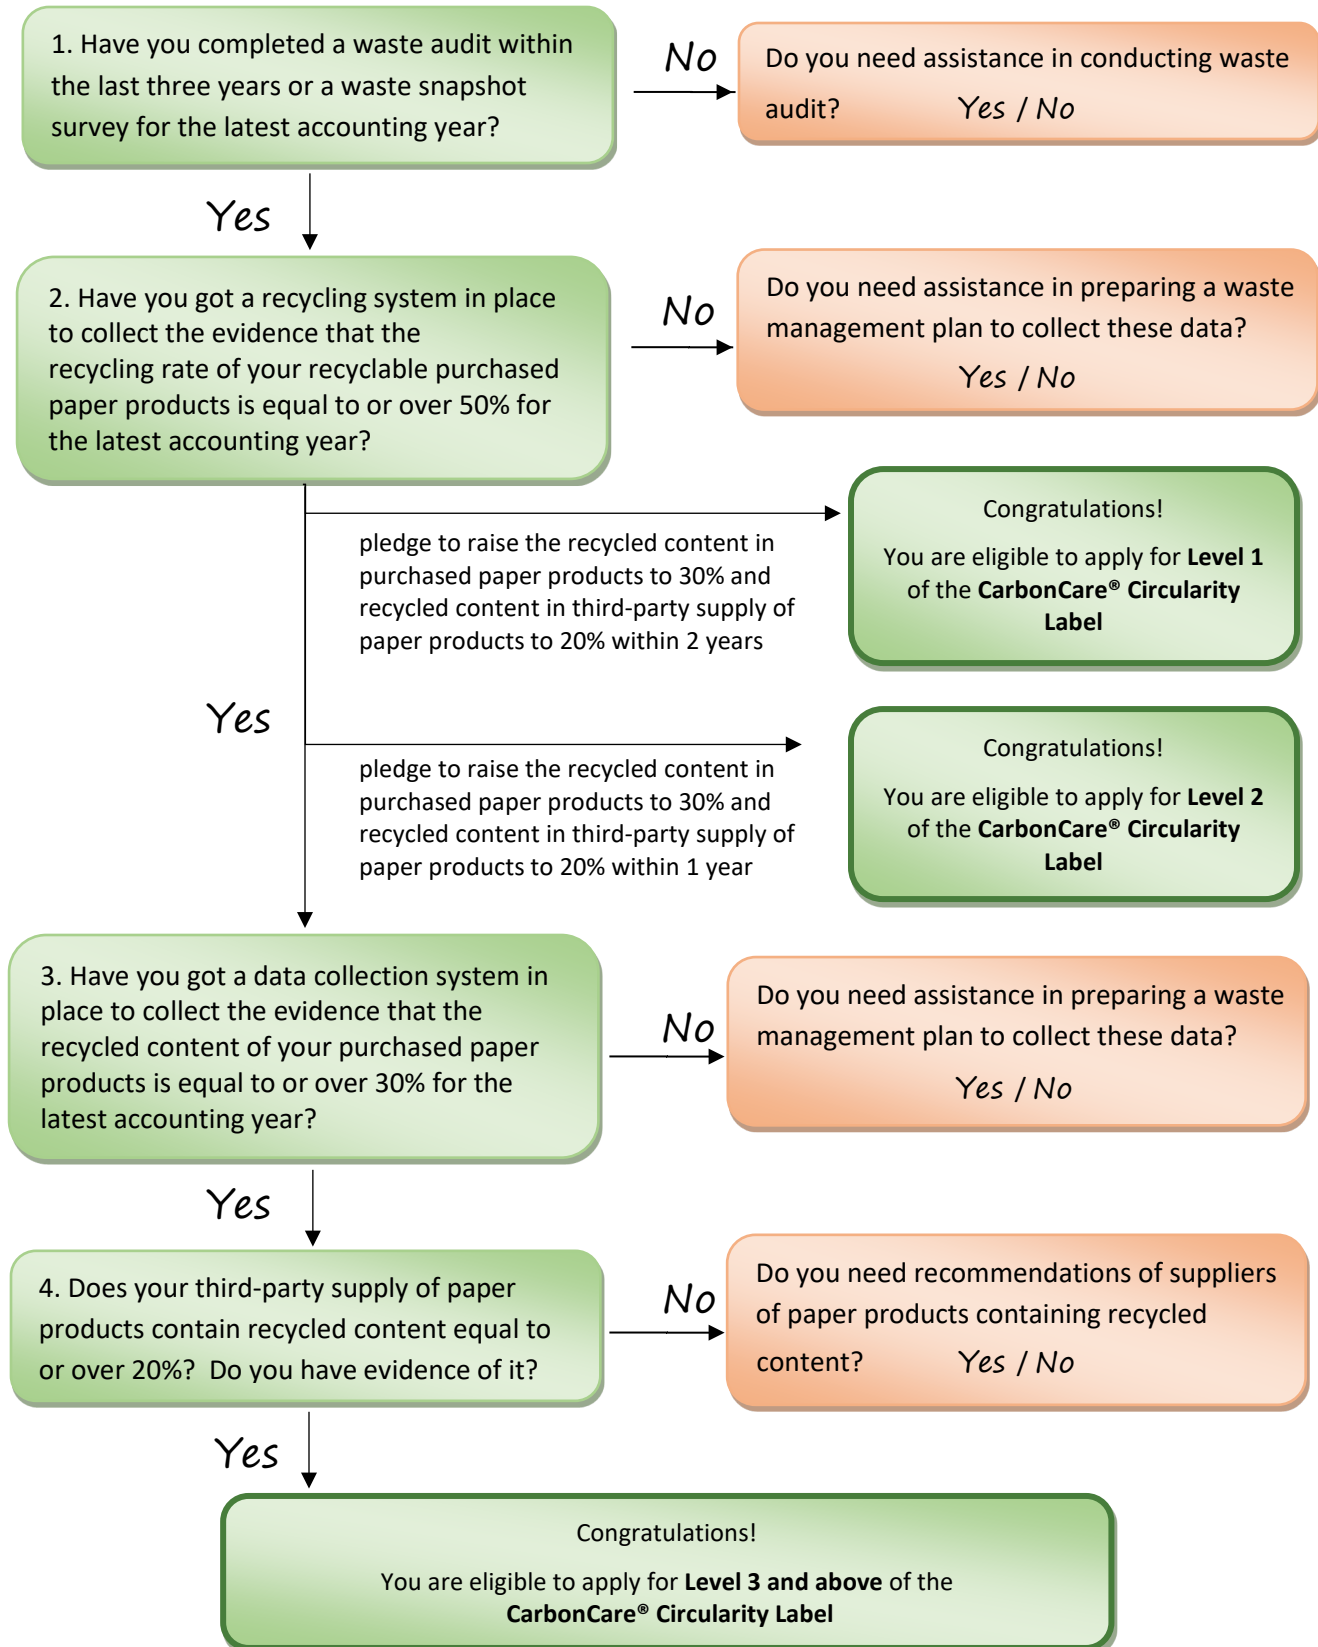 1. Have you completed a waste audit within
the last three years or a waste snapshot
survey for the latest accounting year?
No
Do you need assistance in conducting waste
audit? Yes / No
Yes
2. Have you got a recycling system in place
to collect the evidence that the
recycling rate of your recyclable purchased
paper products is equal to or over 50% for
the latest accounting year?
No
Do you need assistance in preparing a waste
management plan to collect these data?
Yes / No
pledge to raise the recycled content in
purchased paper products to 30% and
recycled content in third-party supply of
paper products to 20% within 2 years
Congratulations!
You are eligible to apply for Level 1
of the CarbonCare® Circularity
Label
Yes
pledge to raise the recycled content in
purchased paper products to 30% and
recycled content in third-party supply of
paper products to 20% within 1 year
Congratulations!
You are eligible to apply for Level 2
of the CarbonCare® Circularity
Label
3. Have you got a data collection system in
place to collect the evidence that the
recycled content of your purchased paper
products is equal to or over 30% for the
latest accounting year?
No
Do you need assistance in preparing a waste
management plan to collect these data?
Yes / No
Yes
4. Does your third-party supply of paper
products contain recycled content equal to
or over 20%? Do you have evidence of it?
No
Do you need recommendations of suppliers
of paper products containing recycled
content? Yes / No
Yes
Congratulations!
You are eligible to apply for Level 3 and above of the
CarbonCare® Circularity Label